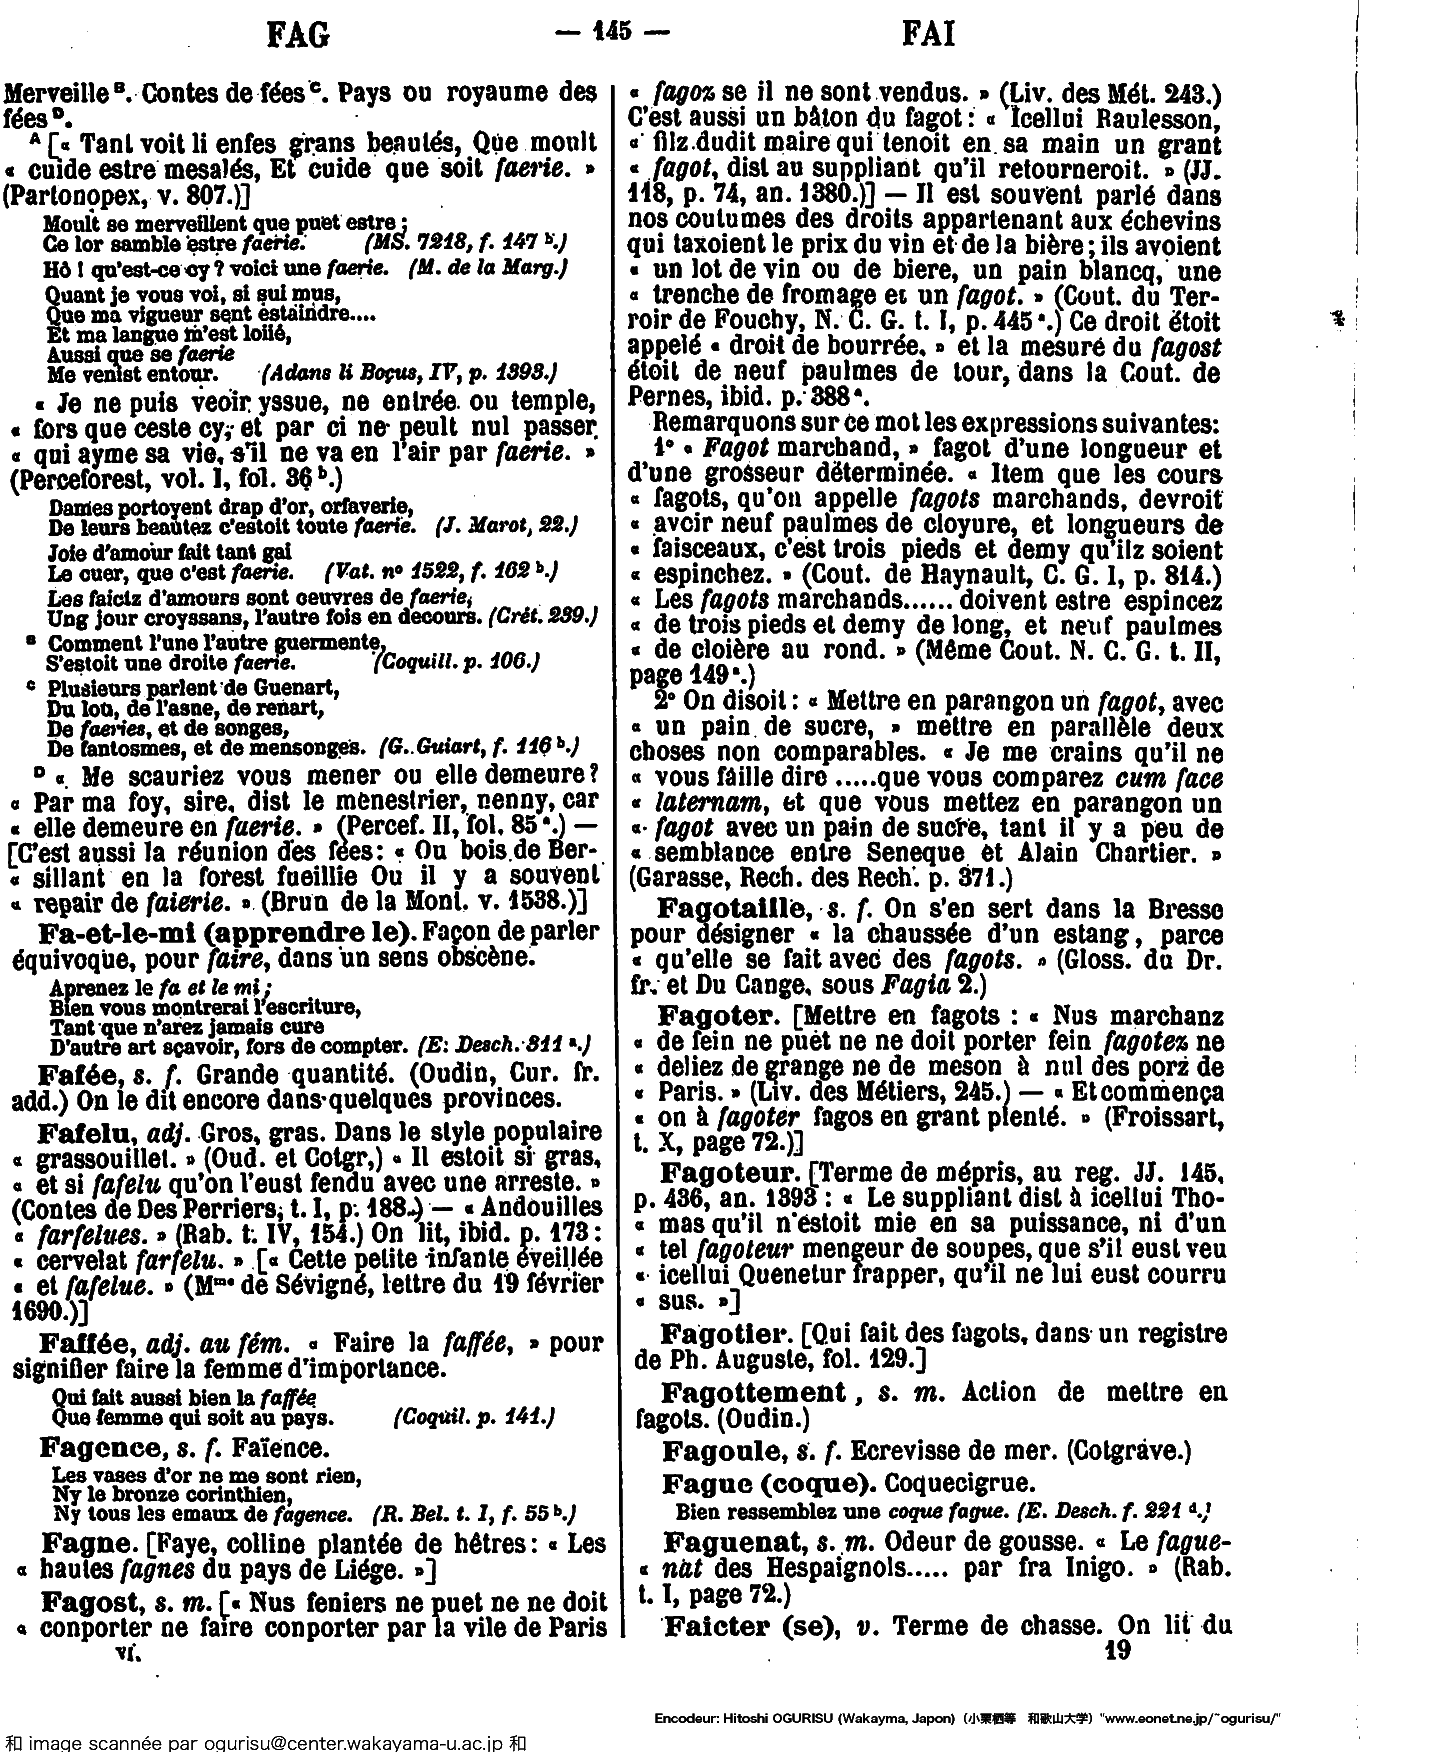 FAG
— 145 —
FAI
Merveille ᴮ. Contes de fées ᶜ. Pays ou royaume des
fées ᴰ.
ᴬ [« Tant voit li enfes grans beautés, Que moult
« cuide estre mesalés, Et cuide que soit faerie. »
(Partonopex, v. 807.)]
Moult se merveillent que puet estre ;
Ce lor samble estre faerie. (MS. 7218, f. 147 ᵇ.)
Hô ! qu'est-ce cy ? voici une faerie. (M. de la Marg.)
Quant je vous voi, si sui mus,
Que ma vigueur sent estaindre....
Et ma langue m'est loiié,
Aussi que se faerie
Me venist entour. (Adans li Boçus, IV, p. 1393.)
« Je ne puis veoir yssue, ne entrée ou temple,
« fors que ceste cy, et par ci ne peult nul passer
« qui ayme sa vie, s'il ne va en l'air par faerie. »
(Perceforest, vol. I, fol. 36 ᵇ.)
Dames portoyent drap d'or, orfaverie,
De leurs beautez c'estoit toute faerie. (J. Marot, 22.)
Joie d'amour fait tant gai
Le cuer, que c'est faerie. (Vat. nº 1522, f. 162 ᵇ.)
Les faictz d'amours sont oeuvres de faerie,
Ung jour croyssans, l'autre fois en decours. (Crét. 239.)
ᴮ Comment l'une l'autre guermente,
S'estoit une droite faerie. (Coquill. p. 106.)
ᶜ Plusieurs parlent de Guenart,
Du lou, de l'asne, de renart,
De faeries, et de songes,
De fantosmes, et de mensonges. (G. Guiart, f. 116 ᵇ.)
ᴰ « Me scauriez vous mener ou elle demeure ?
« Par ma foy, sire, dist le menestrier, nenny, car
« elle demeure en faerie. » (Percef. II, fol. 85 ᵃ.) —
[C'est aussi la réunion des fées : « Ou bois de Ber-
« sillant en la forest fueillie Ou il y a souvent
« repair de faierie. » (Brun de la Mont. v. 1538.)]
Fa-et-le-mi (apprendre le). Façon de parler
équivoque, pour faire, dans un sens obscène.
Aprenez le fa et le mi ;
Bien vous montrerai l'escriture,
Tant que n'arez jamais cure
D'autre art sçavoir, fors de compter. (E. Desch. 311 ᵃ.)
Fafée, s. f. Grande quantité. (Oudin, Cur. fr.
add.) On le dit encore dans quelques provinces.
Fafelu, adj. Gros, gras. Dans le style populaire
« grassouillet. » (Oud. et Cotgr.) « Il estoit si gras,
« et si fafelu qu'on l'eust fendu avec une arreste. »
(Contes de Des Perriers, t. I, p. 188.) — « Andouilles
« farfelues. » (Rab. t. IV, 154.) On lit, ibid. p. 173 :
« cervelat farfelu. » [« Cette petite infante éveillée
« et fafelue. » (Mᵐᵉ de Sévigné, lettre du 19 février
1690.)]
Faffée, adj. au fém. « Faire la faffée, » pour
signifier faire la femme d'importance.
Qui fait aussi bien la faffée
Que femme qui soit au pays. (Coquil. p. 141.)
Fagence, s. f. Faïence.
Les vases d'or ne me sont rien,
Ny le bronze corinthien,
Ny tous les emaux de fagence. (R. Bel. t. I, f. 55 ᵇ.)
Fagne. [Faye, colline plantée de hêtres : « Les
« hautes fagnes du pays de Liége. »]
Fagost, s. m. [« Nus feniers ne puet ne ne doit
« conporter ne faire conporter par la vile de Paris
VI.
« fagoz se il ne sont vendus. » (Liv. des Mét. 243.)
C'est aussi un bâton du fagot : « Icellui Raulesson,
« filz dudit maire qui tenoit en sa main un grant
« fagot, dist au suppliant qu'il retourneroit. » (JJ.
118, p. 74, an. 1380.)] — Il est souvent parlé dans
nos coutumes des droits appartenant aux échevins
qui taxoient le prix du vin et de la bière ; ils avoient
« un lot de vin ou de biere, un pain blancq, une
« trenche de fromage et un fagot. » (Cout. du Ter-
roir de Fouchy, N. C. G. t. I, p. 445 ᵃ.) Ce droit étoit
appelé « droit de bourrée, » et la mesure du fagost
étoit de neuf paulmes de tour, dans la Cout. de
Pernes, ibid. p. 388 ᵃ.
Remarquons sur ce mot les expressions suivantes :
1º « Fagot marchand, » fagot d'une longueur et
d'une grosseur déterminée. « Item que les cours
« fagots, qu'on appelle fagots marchands, devroit
« avoir neuf paulmes de cloyure, et longueurs de
« faisceaux, c'est trois pieds et demy qu'ilz soient
« espinchez. » (Cout. de Haynault, C. G. I, p. 814.)
« Les fagots marchands...... doivent estre espincez
« de trois pieds et demy de long, et neuf paulmes
« de cloière au rond. » (Même Cout. N. C. G. t. II,
page 149 ᵃ.)
2º On disoit : « Mettre en parangon un fagot, avec
« un pain de sucre, » mettre en parallèle deux
choses non comparables. « Je me crains qu'il ne
« vous faille dire .....que vous comparez cum face
« laternam, et que vous mettez en parangon un
« fagot avec un pain de sucre, tant il y a peu de
« semblance entre Seneque et Alain Chartier. »
(Garasse, Rech. des Rech. p. 371.)
Fagotaille, s. f. On s'en sert dans la Bresse
pour désigner « la chaussée d'un estang, parce
« qu'elle se fait avec des fagots. » (Gloss. du Dr.
fr. et Du Cange, sous Fagia 2.)
Fagoter. [Mettre en fagots : « Nus marchanz
« de fein ne puet ne ne doit porter fein fagotez ne
« deliez de grange ne de meson à nul des porz de
« Paris. » (Liv. des Métiers, 245.) — « Et commença
« on à fagoter fagos en grant plenté. » (Froissart,
t. X, page 72.)]
Fagoteur. [Terme de mépris, au reg. JJ. 145,
p. 436, an. 1393 : « Le suppliant dist à icellui Tho-
« mas qu'il n'estoit mie en sa puissance, ni d'un
« tel fagoteur mengeur de soupes, que s'il eust veu
« icellui Quenetur frapper, qu'il ne lui eust courru
« sus. »]
Fagotier. [Qui fait des fagots, dans un registre
de Ph. Auguste, fol. 129.]
Fagottement, s. m. Action de mettre en
fagots. (Oudin.)
Fagoule, s. f. Ecrevisse de mer. (Cotgrave.)
Fague (coque). Coquecigrue.
Bien ressemblez une coque fague. (E. Desch. f. 221 ᵈ.)
Faguenat, s. m. Odeur de gousse. « Le fague-
« nat des Hespaignols..... par fra Inigo. » (Rab.
t. I, page 72.)
Faicter (se), v. Terme de chasse. On lit du
19
Encodeur: Hitoshi OGURISU (Wakayma, Japon) (小栗栖等 和歌山大学) "www.eonet.ne.jp/~ogurisu/"
和 image scannée par ogurisu@center.wakayama-u.ac.jp 和